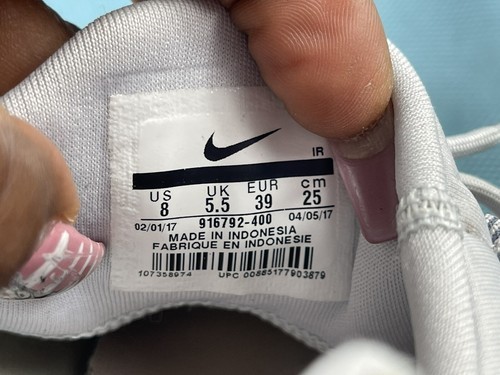 IR
US UK EUR cm
8 5.5 39 25
02/01/17 916792-400 04/05/17
MADE IN INDONESIA
FABRIQUE EN INDONESIE
107358974 UPC 00885177903879